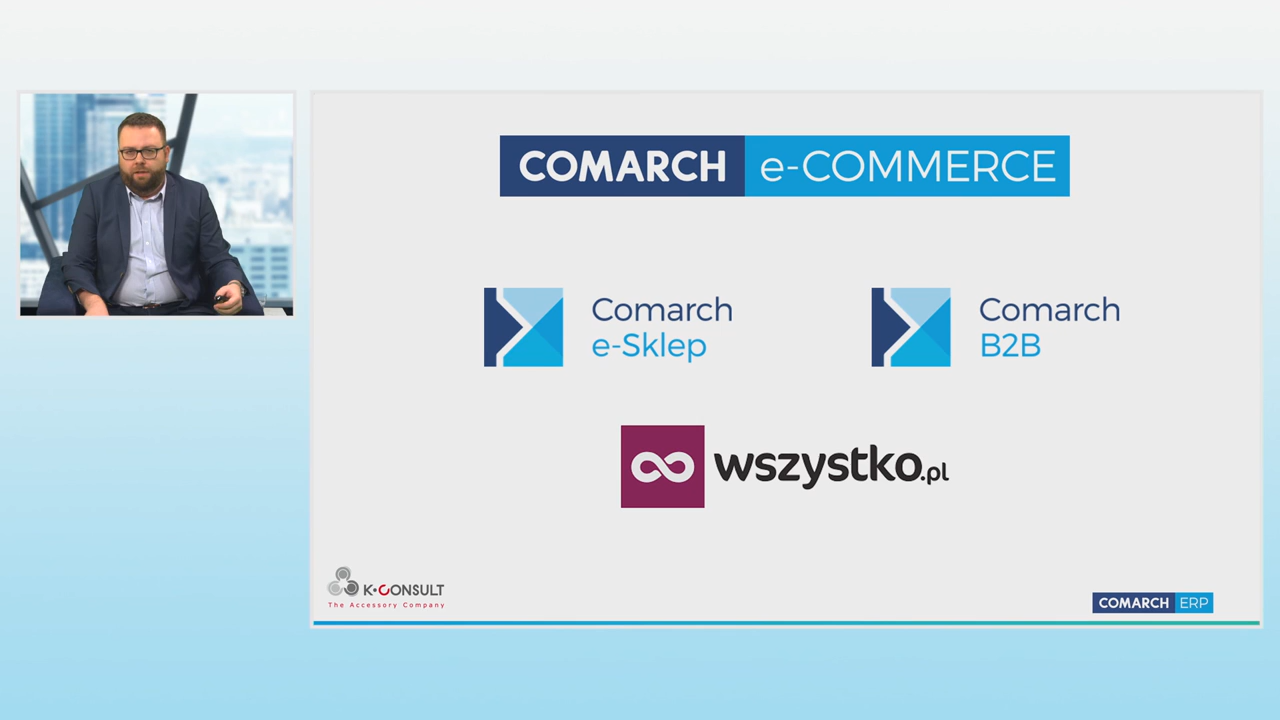 COMARCH e-COMMERCE
Comarch
e-Sklep
Comarch
B2B
wszystko.pl
K•CONSULT
The Accessory Company
COMARCH ERP